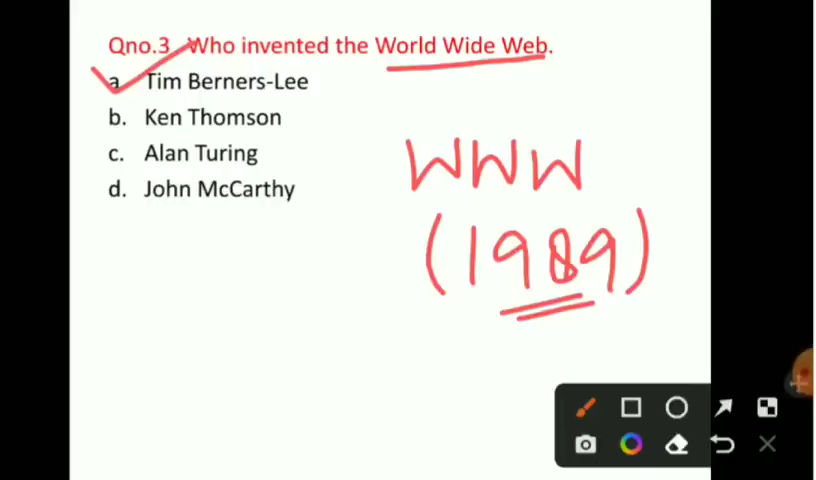 Qno.3 Who invented the World Wide Web.
a. Tim Berners-Lee
b. Ken Thomson
c. Alan Turing
d. John McCarthy
WWW
(1989)